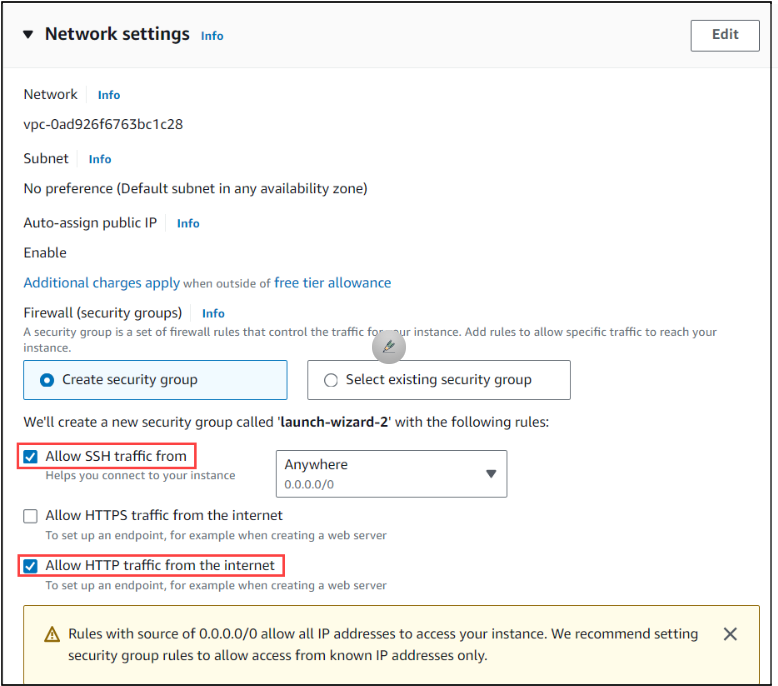 Network settings Info Edit
Network Info
vpc-0ad926f6763bc1c28
Subnet Info
No preference (Default subnet in any availability zone)
Auto-assign public IP Info
Enable
Additional charges apply when outside of free tier allowance
Firewall (security groups) Info
A security group is a set of firewall rules that control the traffic for your instance. Add rules to allow specific traffic to reach your
instance.
Create security group Select existing security group
We'll create a new security group called 'launch-wizard-2' with the following rules:
Allow SSH traffic from
Helps you connect to your instance
Anywhere
0.0.0.0/0
Allow HTTPS traffic from the internet
To set up an endpoint, for example when creating a web server
Allow HTTP traffic from the internet
To set up an endpoint, for example when creating a web server
Rules with source of 0.0.0.0/0 allow all IP addresses to access your instance. We recommend setting
security group rules to allow access from known IP addresses only.